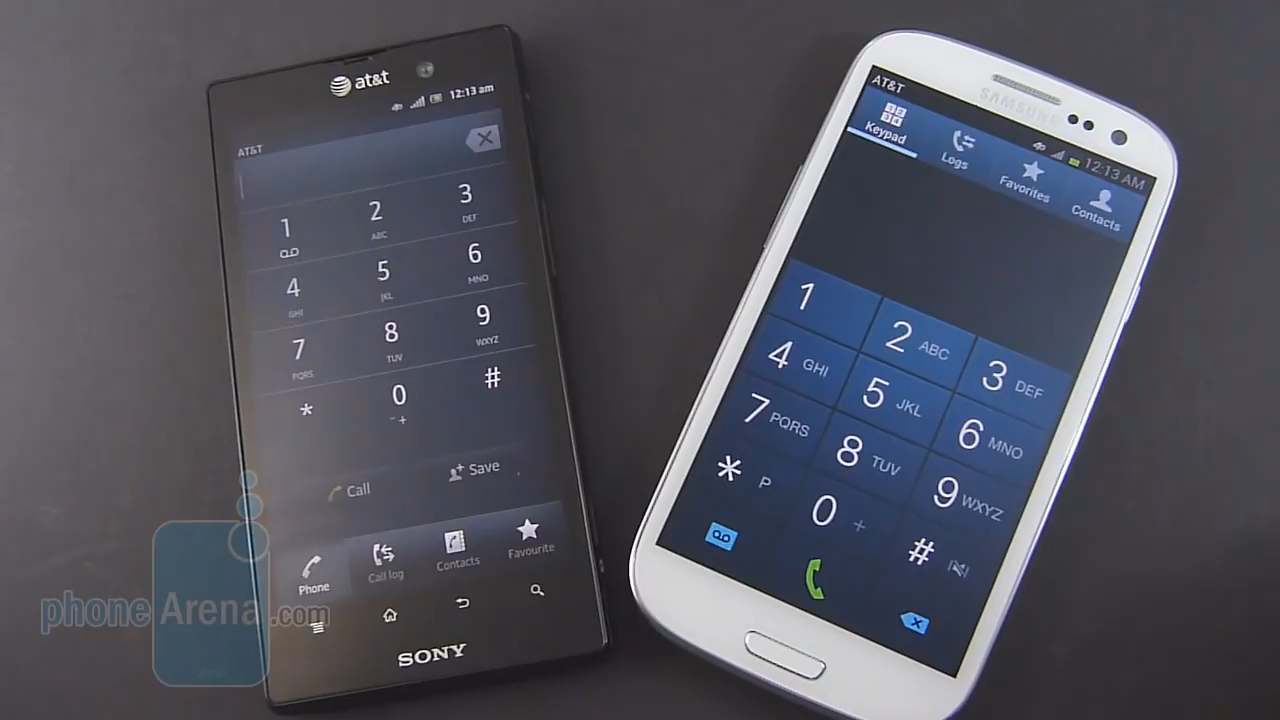 at&t
12:13 am
AT&T
1
2 ABC
3 DEF
4 GHI
5 JKL
6 MNO
7 PQRS
8 TUV
9 WXYZ
*
0 +
#
Call
Save
Phone
Call log
Contacts
Favourite
SONY
phoneArena.com
SAMSUNG
AT&T
12:13 AM
Keypad
Logs
Favorites
Contacts
1
2 ABC
3 DEF
4 GHI
5 JKL
6 MNO
7 PQRS
8 TUV
9 WXYZ
* P
0 +
#